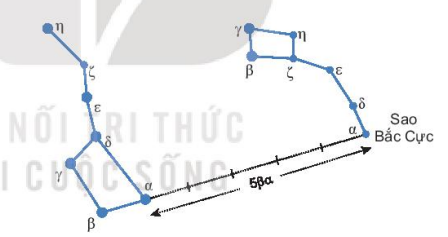 η
ζ
ε
δ
γ
α
β
γ
η
β
ζ
ε
δ
α
Sao
Bắc Cực
5βα
NỐI TRI THỨC
I CUỘC SỐNG